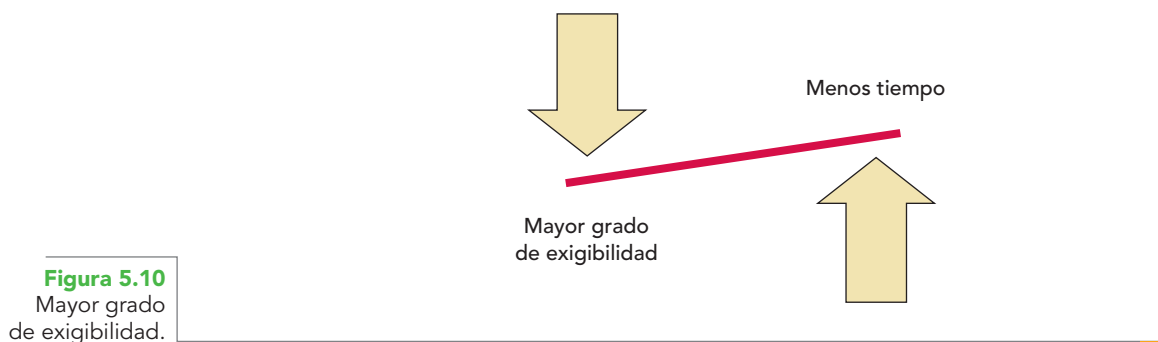 Menos tiempo
Mayor grado
de exigibilidad
Figura 5.10
Mayor grado
de exigibilidad.